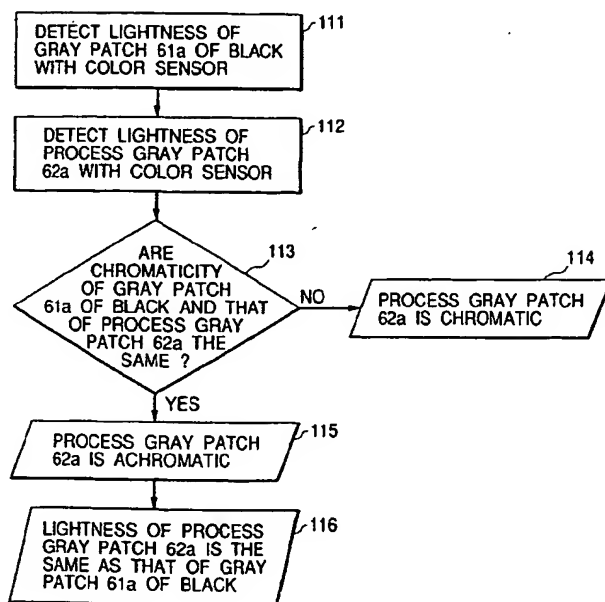 DETECT LIGHTNESS OF
GRAY PATCH 61a OF BLACK
WITH COLOR SENSOR
111
DETECT LIGHTNESS OF
PROCESS GRAY PATCH
62a WITH COLOR SENSOR
112
ARE
CHROMATICITY
OF GRAY PATCH
61a OF BLACK AND THAT
OF PROCESS GRAY
PATCH 62a THE
SAME ?
113
NO
PROCESS GRAY PATCH
62a IS CHROMATIC
114
YES
PROCESS GRAY PATCH
62a IS ACHROMATIC
115
LIGHTNESS OF PROCESS
GRAY PATCH 62a IS THE
SAME AS THAT OF GRAY
PATCH 61a OF BLACK
116